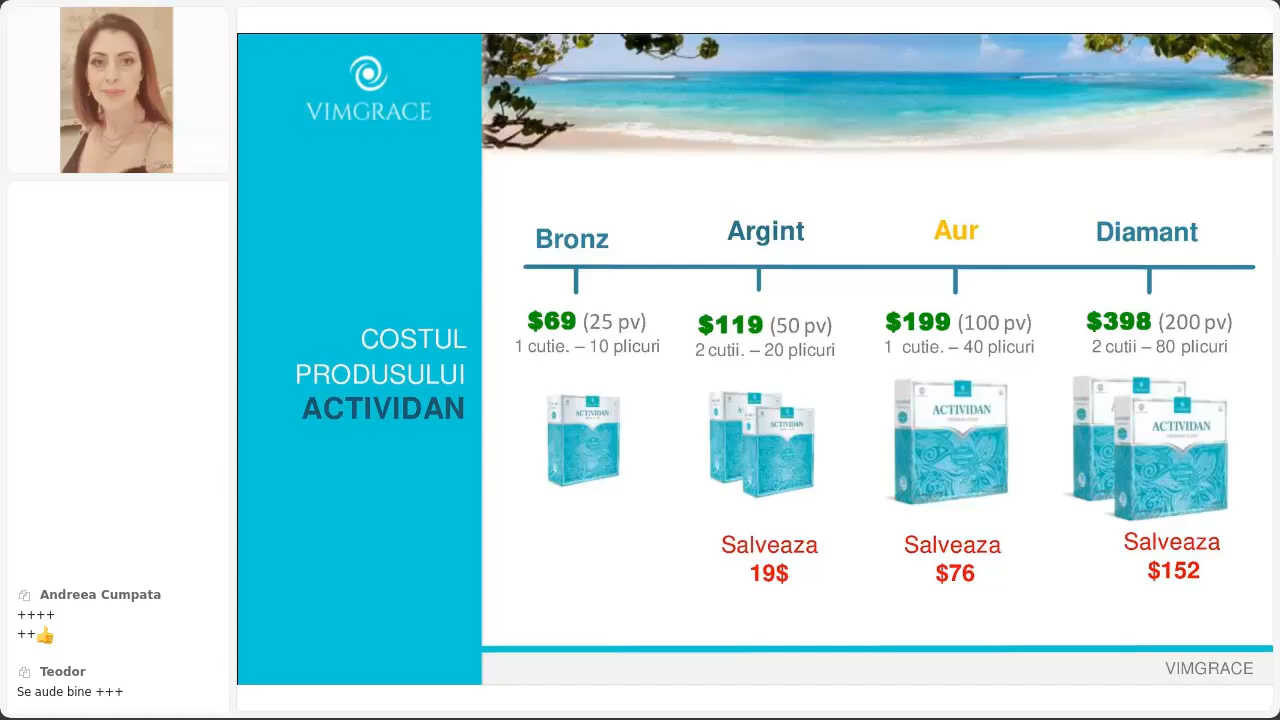 VIMGRACE
COSTUL
PRODUSULUI
ACTIVIDAN
Bronz
Argint
Aur
Diamant
$69 (25 pv)
1 cutie. – 10 plicuri
$119 (50 pv)
2 cutii. – 20 plicuri
$199 (100 pv)
1 cutie. – 40 plicuri
$398 (200 pv)
2 cutii – 80 plicuri
ACTIVIDAN
ACTIVIDAN
ACTIVIDAN
ACTIVIDAN
Salveaza
19$
Salveaza
$76
Salveaza
$152
VIMGRACE
Andreea Cumpata
++++
++👍
Teodor
Se aude bine +++